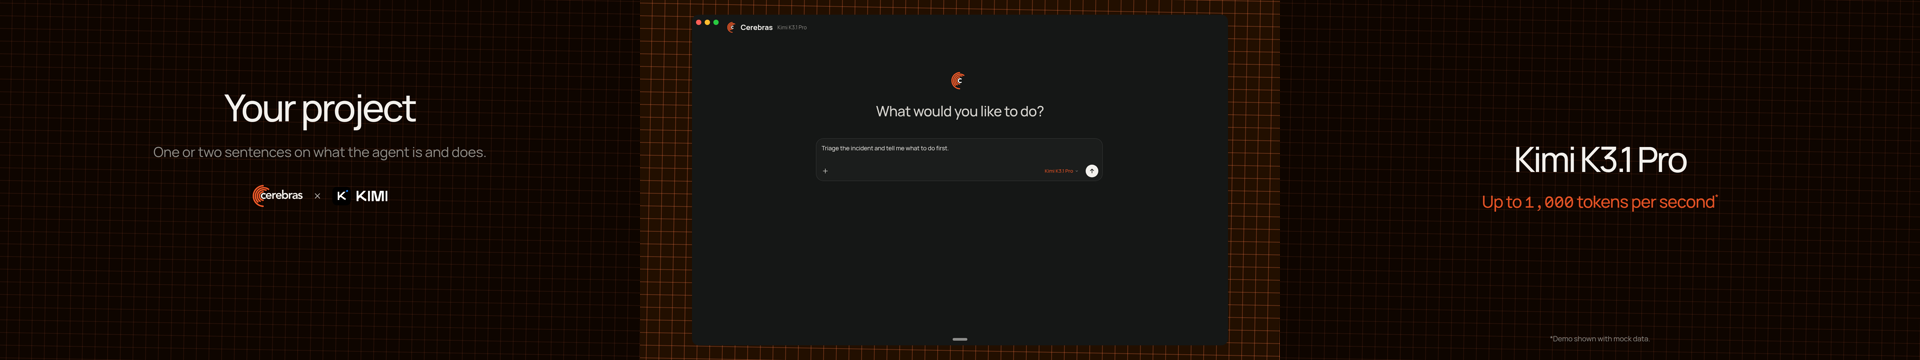 Your project
One or two sentences on what the agent is and does.
cerebras × K KIMI
Cerebras Kimi K3.1 Pro
C
What would you like to do?
Triage the incident and tell me what to do first.
+ Kimi K3.1 Pro
Kimi K3.1 Pro
Up to 1,000 tokens per second*
*Demo shown with mock data.